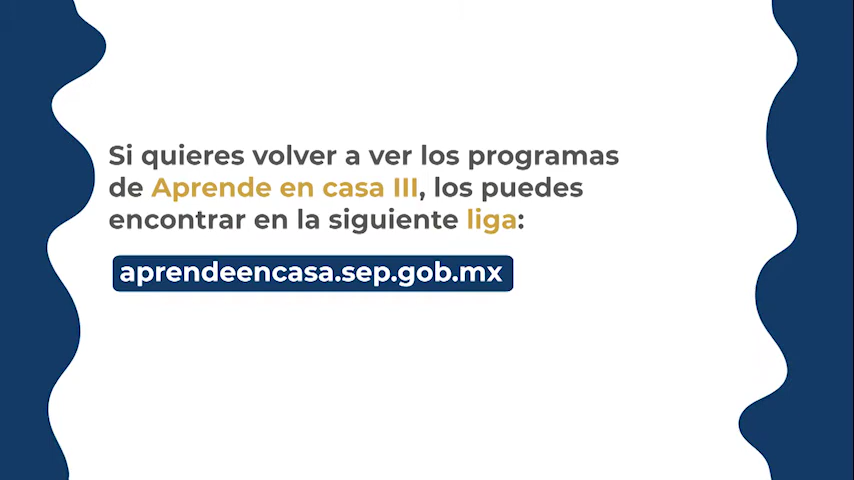 Si quieres volver a ver los programas
de Aprende en casa III, los puedes
encontrar en la siguiente liga:
aprendeencasa.sep.gob.mx